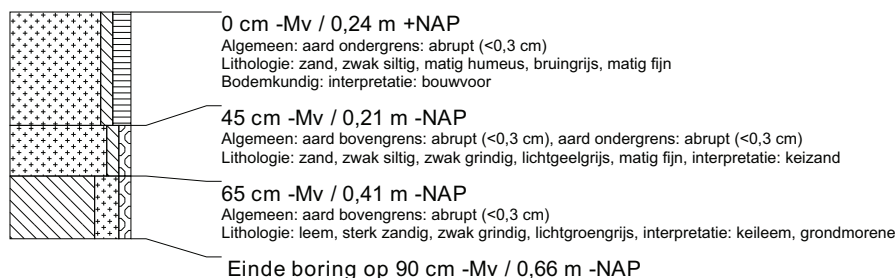 0 cm -Mv / 0,24 m +NAP
Algemeen: aard ondergrens: abrupt (<0,3 cm)
Lithologie: zand, zwak siltig, matig humeus, bruingrijs, matig fijn
Bodemkundig: interpretatie: bouwvoor
45 cm -Mv / 0,21 m -NAP
Algemeen: aard bovengrens: abrupt (<0,3 cm), aard ondergrens: abrupt (<0,3 cm)
Lithologie: zand, zwak siltig, zwak grindig, lichtgeelgrijs, matig fijn, interpretatie: keizand
65 cm -Mv / 0,41 m -NAP
Algemeen: aard bovengrens: abrupt (<0,3 cm)
Lithologie: leem, sterk zandig, zwak grindig, lichtgroengrijs, interpretatie: keileem, grondmorene
Einde boring op 90 cm -Mv / 0,66 m -NAP